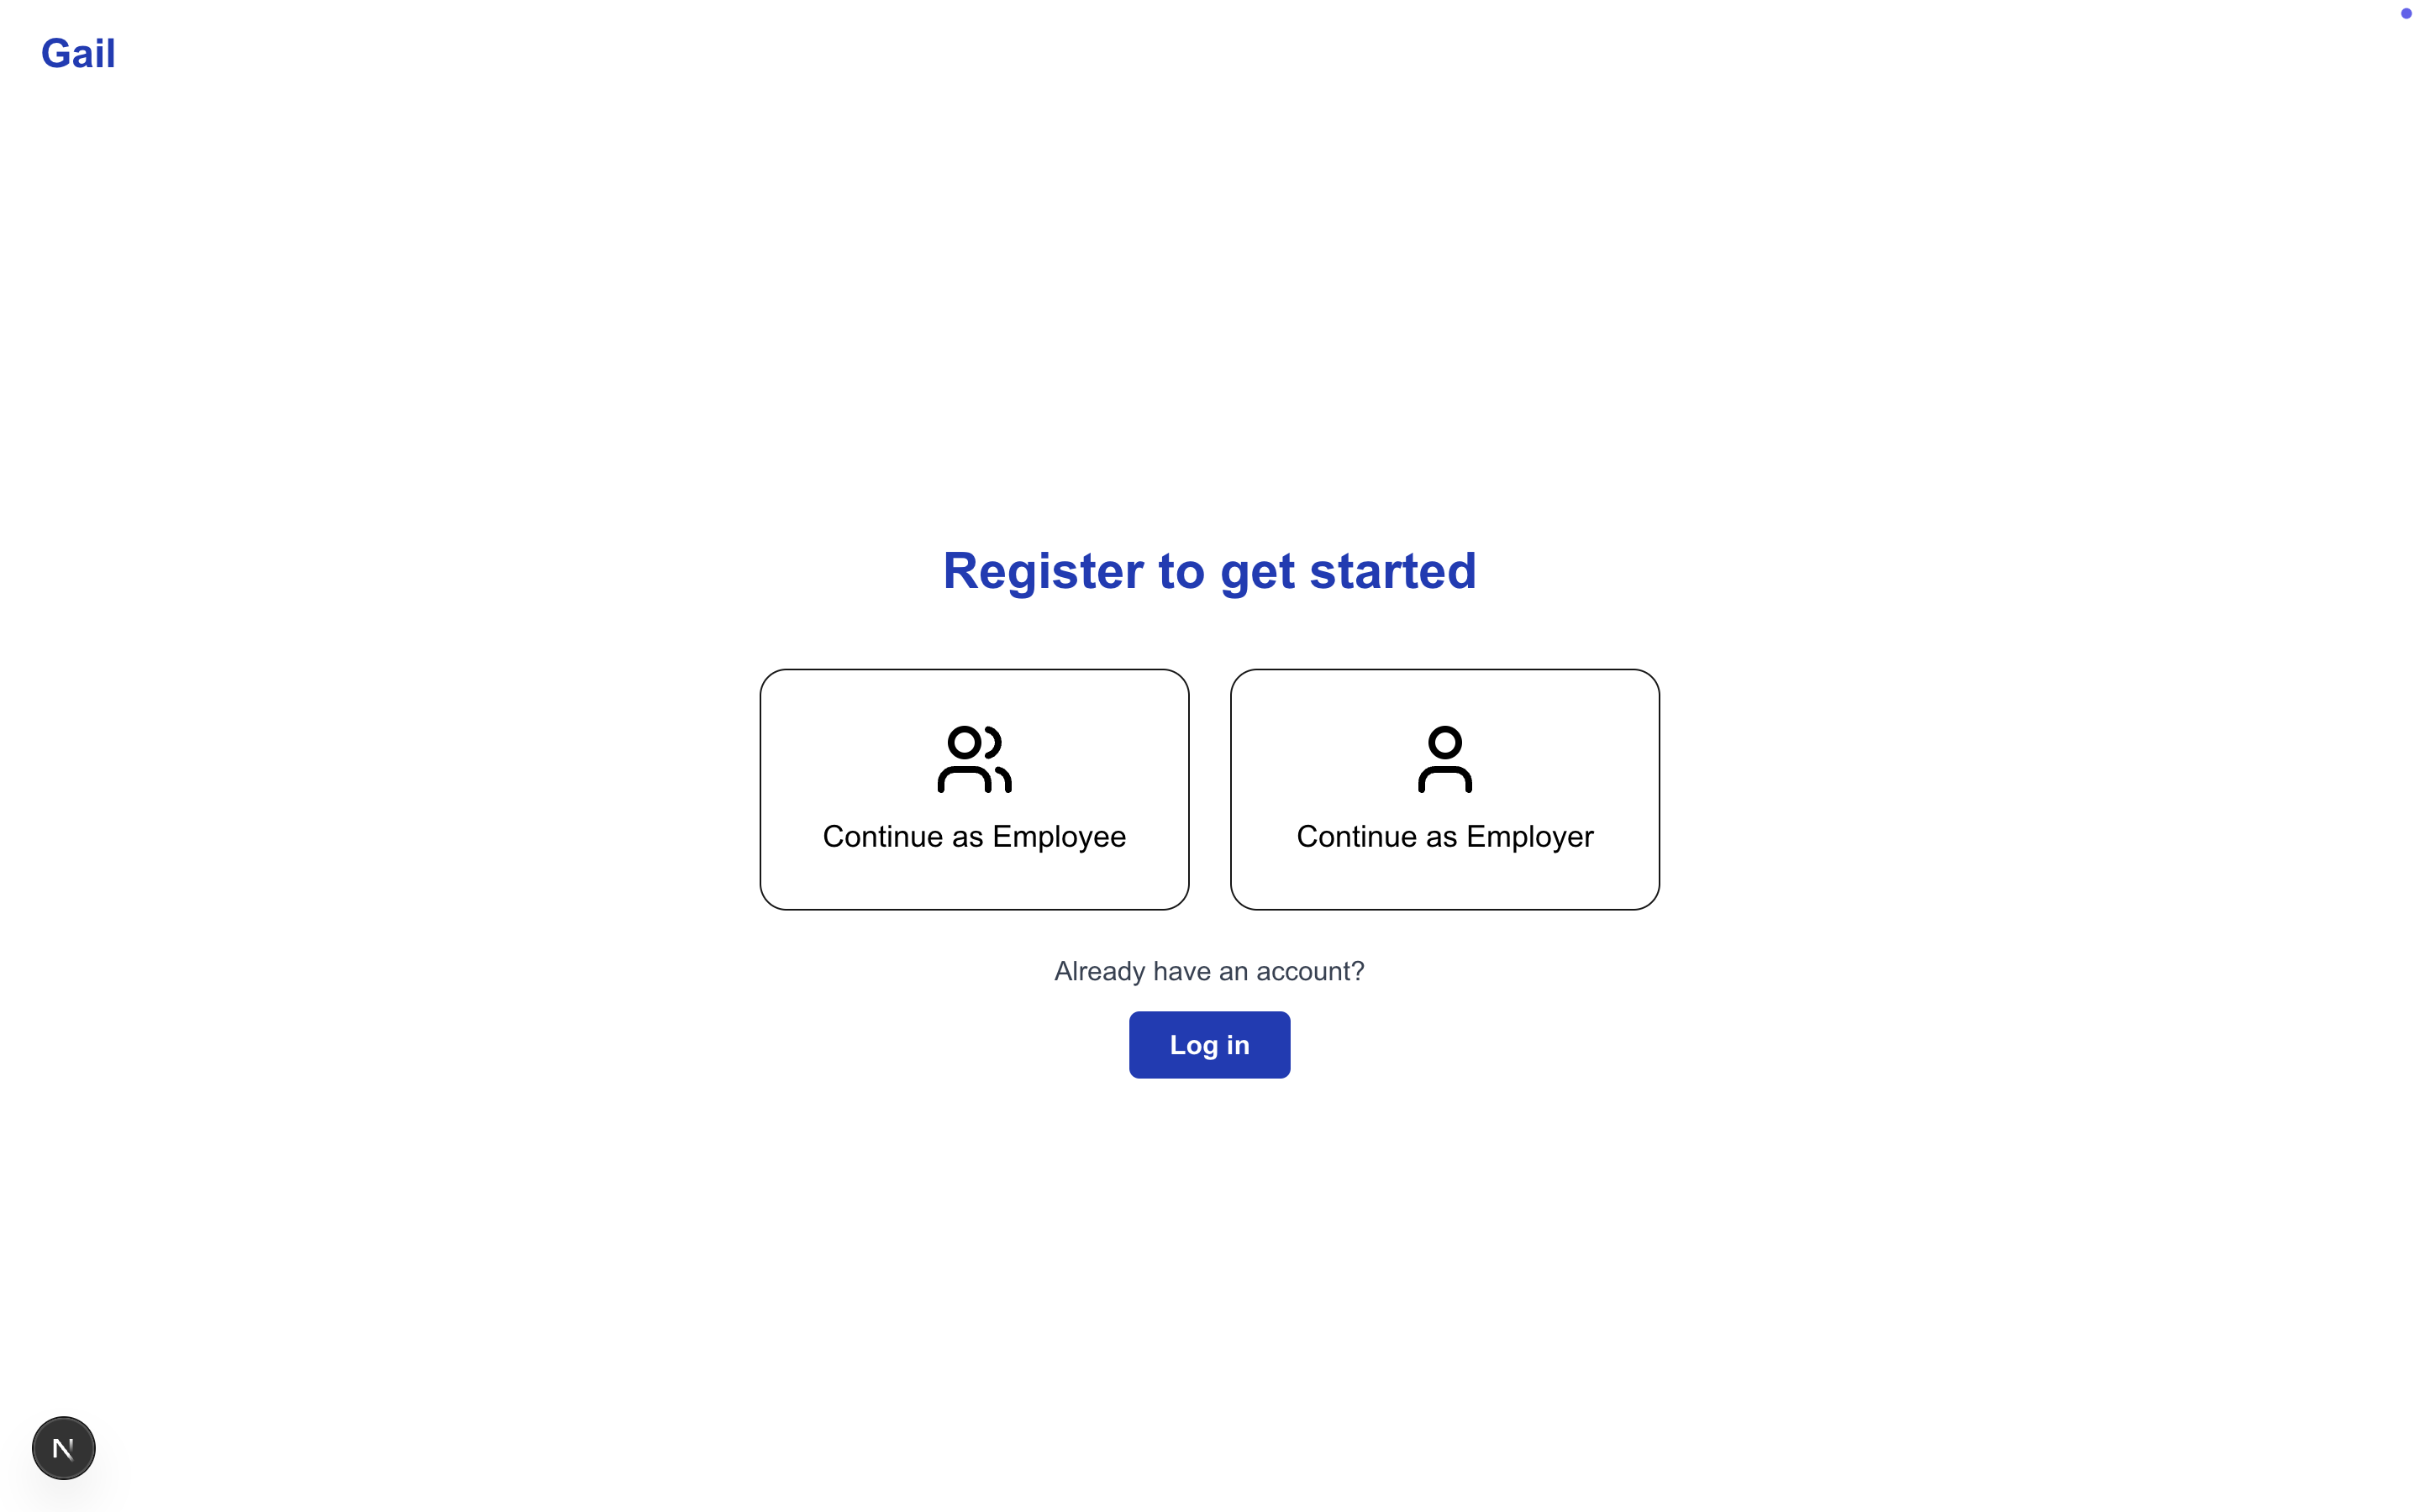 Gail
Register to get started
Continue as Employee
Continue as Employer
Already have an account?
Log in
N